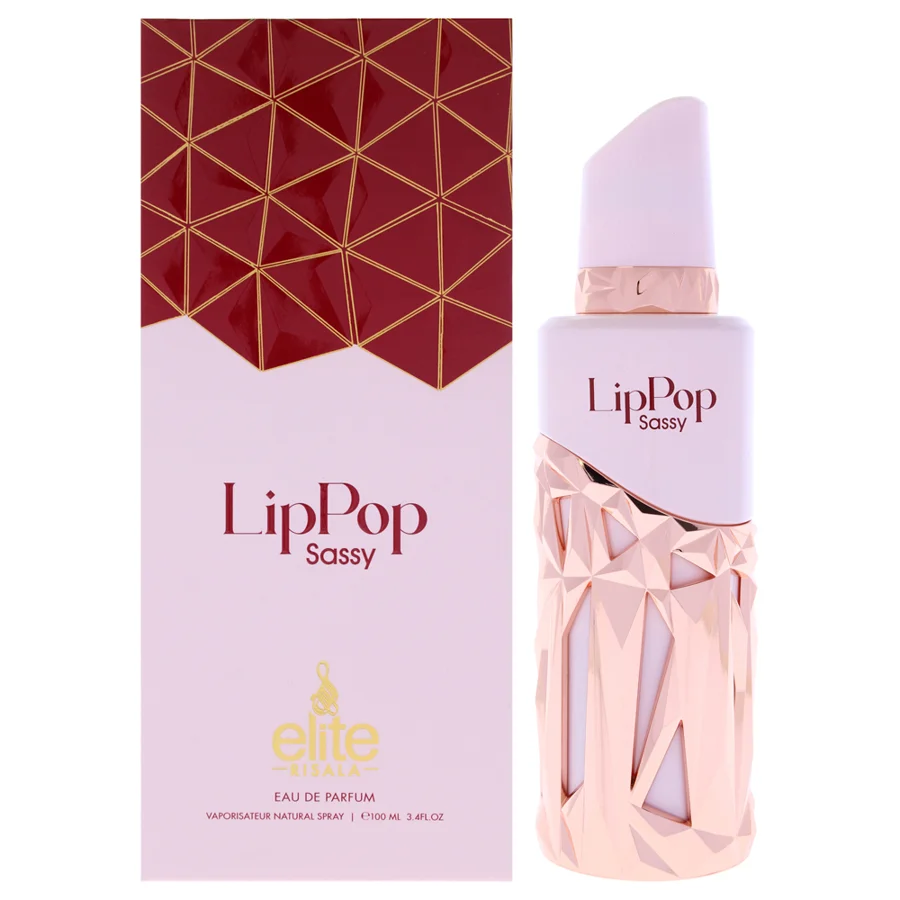 LipPop
Sassy
elite
RISALA
EAU DE PARFUM
VAPORISATEUR NATURAL SPRAY | ℮100 ML 3.4FL.OZ
LipPop
Sassy